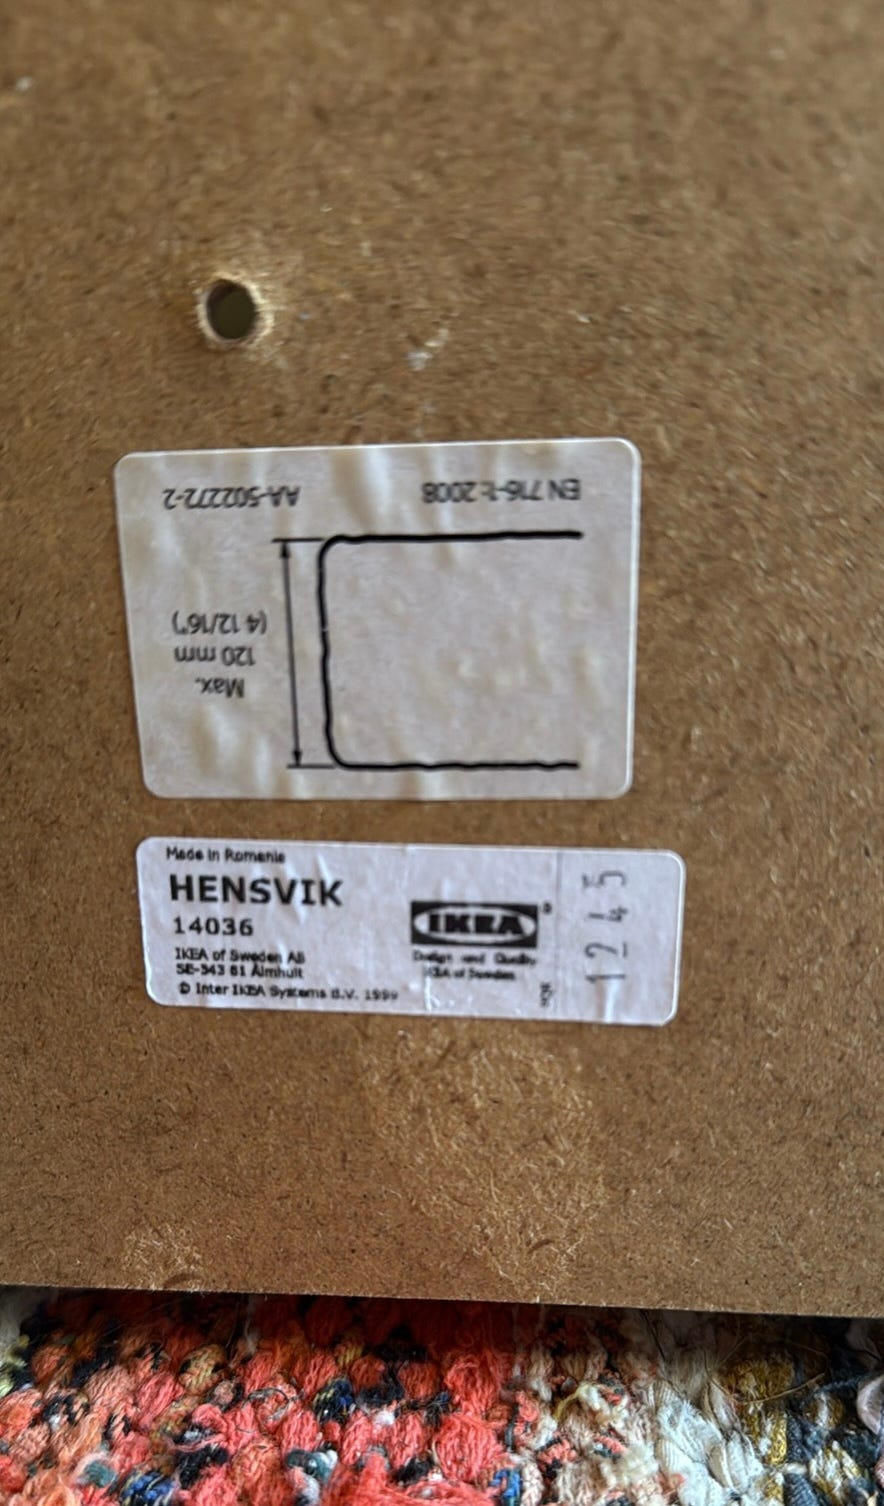 EN 716-1: 2008
AA-502272-2
Max.
120 mm
(4 12/16")
Made in Romania
HENSVIK
14036
IKEA of Sweden AB
SE-343 81 Älmhult
© Inter IKEA Systems B.V. 1999
IKEA
®
Design and Quality
IKEA of Sweden
1245